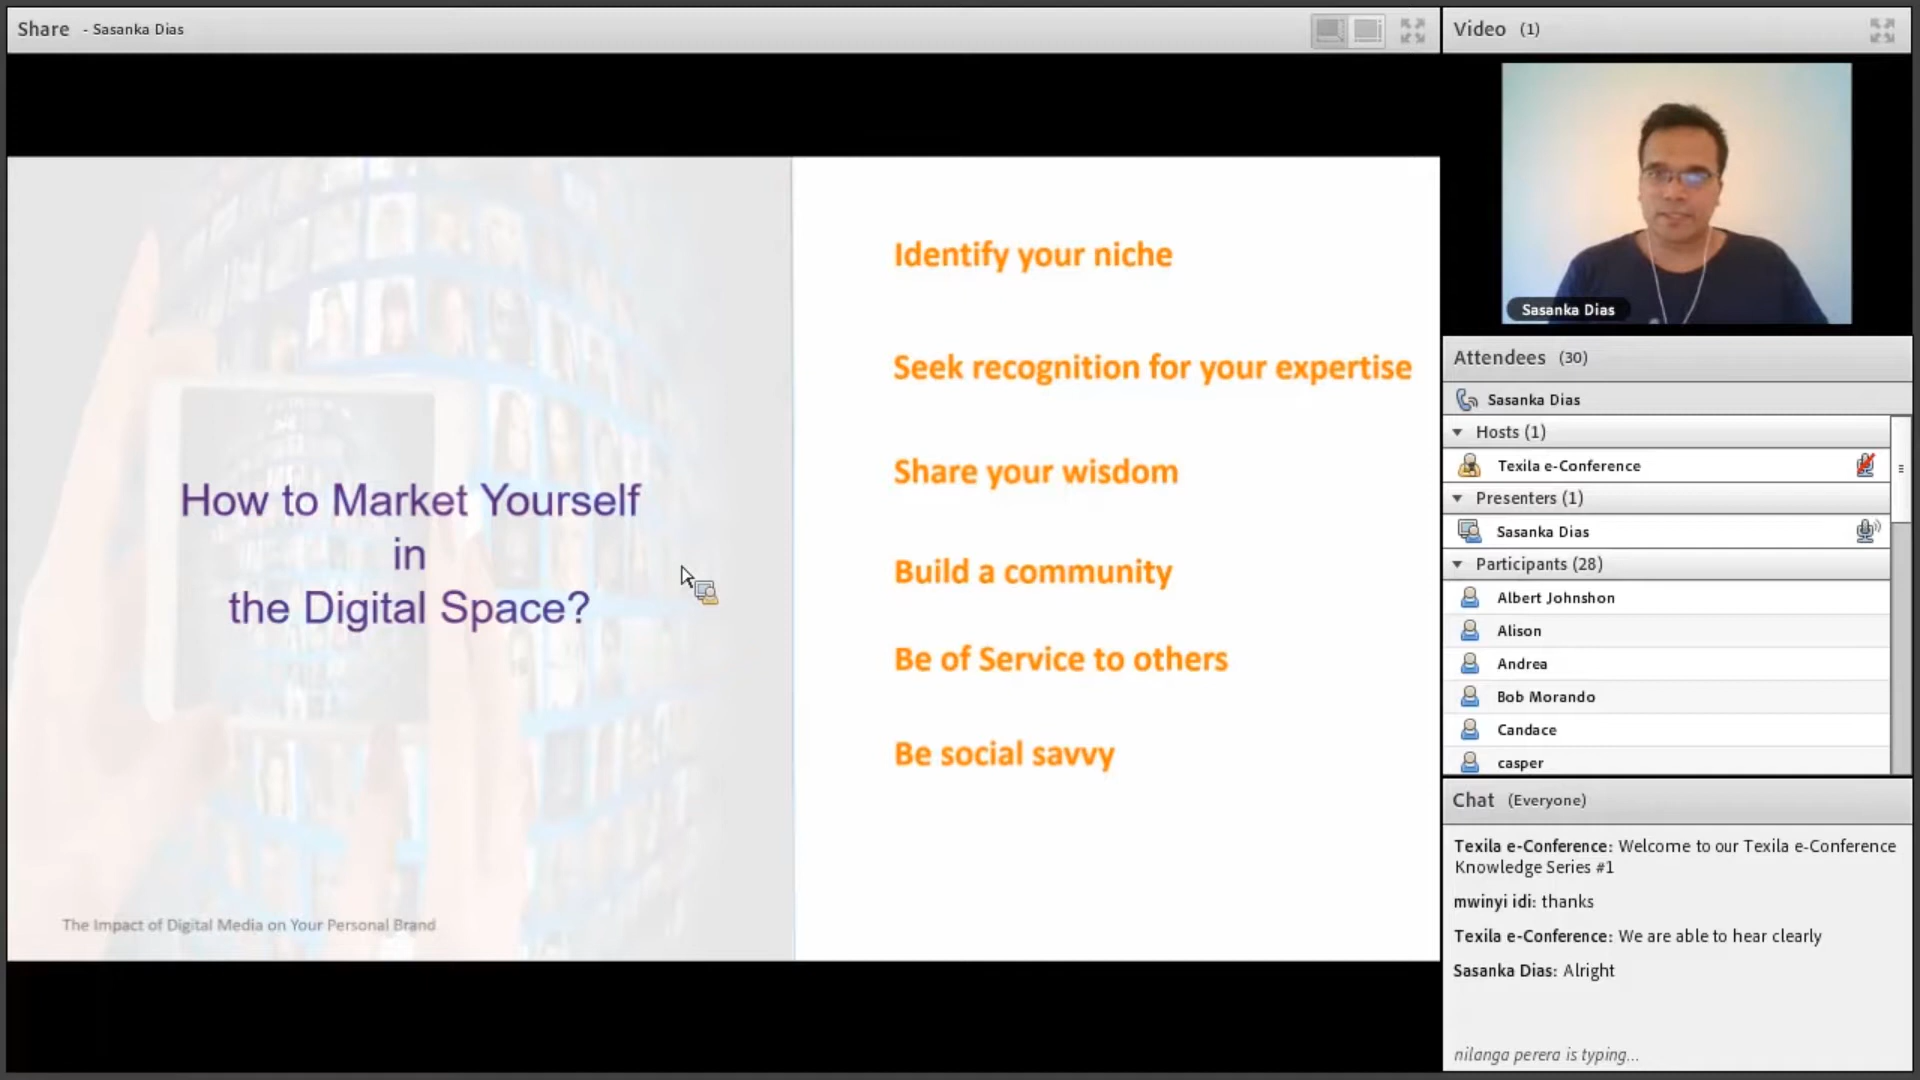 Share - Sasanka Dias
How to Market Yourself
in
the Digital Space?
The Impact of Digital Media on Your Personal Brand
Identify your niche
Seek recognition for your expertise
Share your wisdom
Build a community
Be of Service to others
Be social savvy
Video (1)
Sasanka Dias
Attendees (30)
Sasanka Dias
Hosts (1)
Texila e-Conference
Presenters (1)
Sasanka Dias
Participants (28)
Albert Johnshon
Alison
Andrea
Bob Morando
Candace
casper
Chat (Everyone)
Texila e-Conference: Welcome to our Texila e-Conference
Knowledge Series #1
mwinyi idi: thanks
Texila e-Conference: We are able to hear clearly
Sasanka Dias: Alright
nilanga perera is typing...